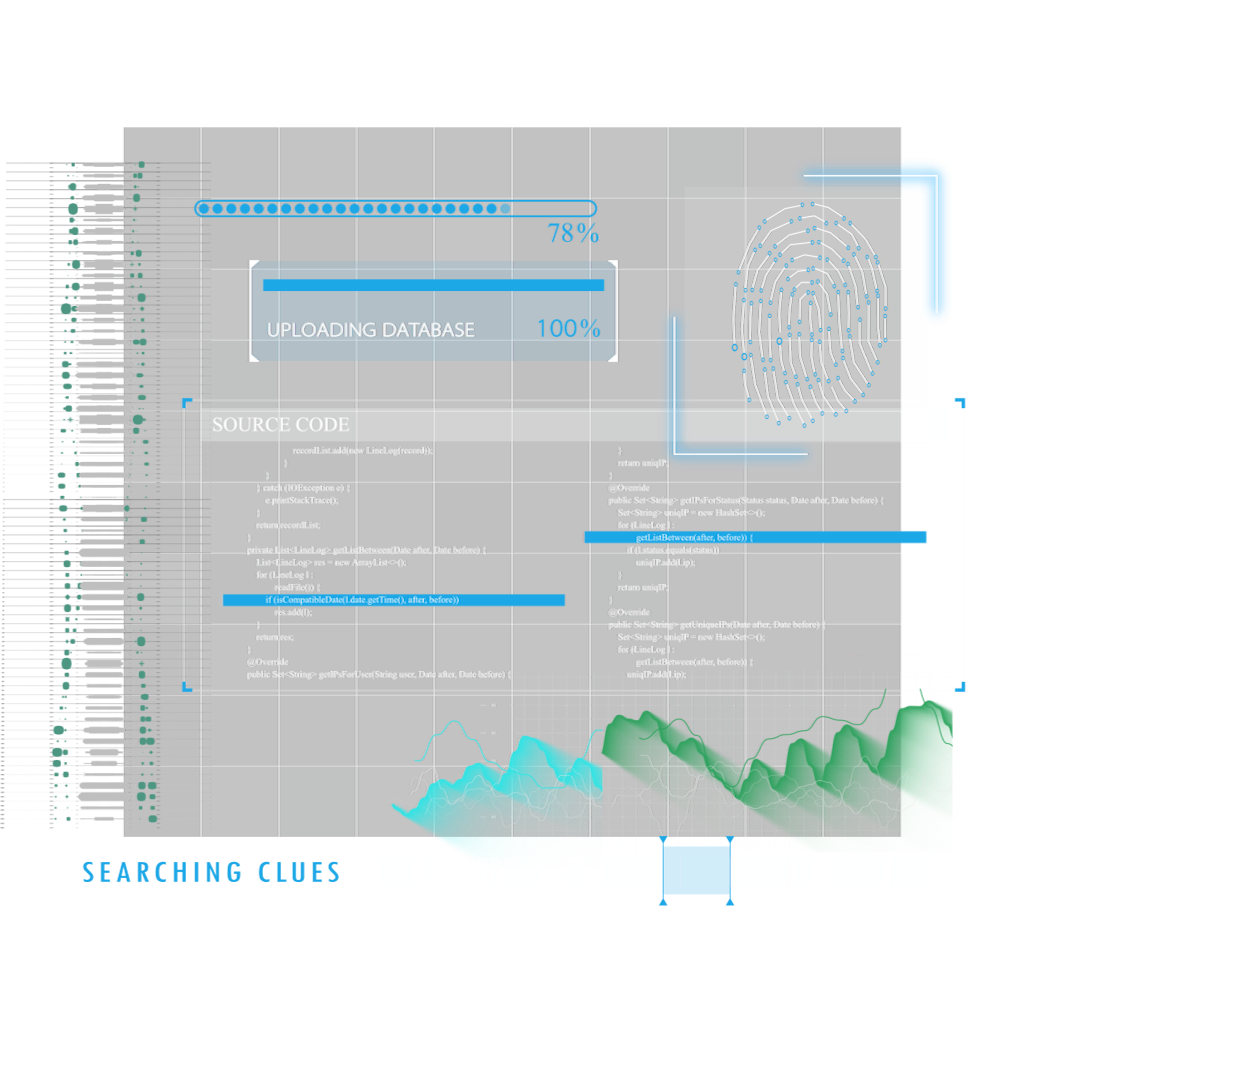 78%
UPLOADING DATABASE 100%
SOURCE CODE
recordList.add(new LineLog(record));
}
}
} catch (IOException e) {
e.printStackTrace();
}
return recordList;
}
private List<LineLog> getListBetween(Date after, Date before) {
List<LineLog> res = new ArrayList<>();
for (LineLog l :
readFile()) {
if (isCompatibleDate(l.date.getTime(), after, before))
res.add(l);
}
return res;
}
@Override
public Set<String> getIPsForUser(String user, Date after, Date before) {
}
return uniqIP;
}
@Override
public Set<String> getIPsForStatus(Status status, Date after, Date before) {
Set<String> uniqIP = new HashSet<>();
for (LineLog l :
getListBetween(after, before)) {
if (l.status.equals(status))
uniqIP.add(l.ip);
}
return uniqIP;
}
@Override
public Set<String> getUniqueIPs(Date after, Date before) {
Set<String> uniqIP = new HashSet<>();
for (LineLog l :
getListBetween(after, before)) {
uniqIP.add(l.ip);
SEARCHING CLUES